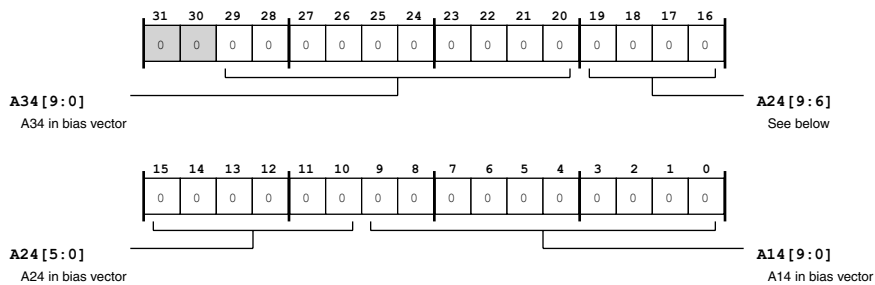 31 30 29 28 27 26 25 24 23 22 21 20 19 18 17 16
0 0 0 0 0 0 0 0 0 0 0 0 0 0 0 0
A34[9:0] A24[9:6]
A34 in bias vector See below
15 14 13 12 11 10 9 8 7 6 5 4 3 2 1 0
0 0 0 0 0 0 0 0 0 0 0 0 0 0 0 0
A24[5:0] A14[9:0]
A24 in bias vector A14 in bias vector